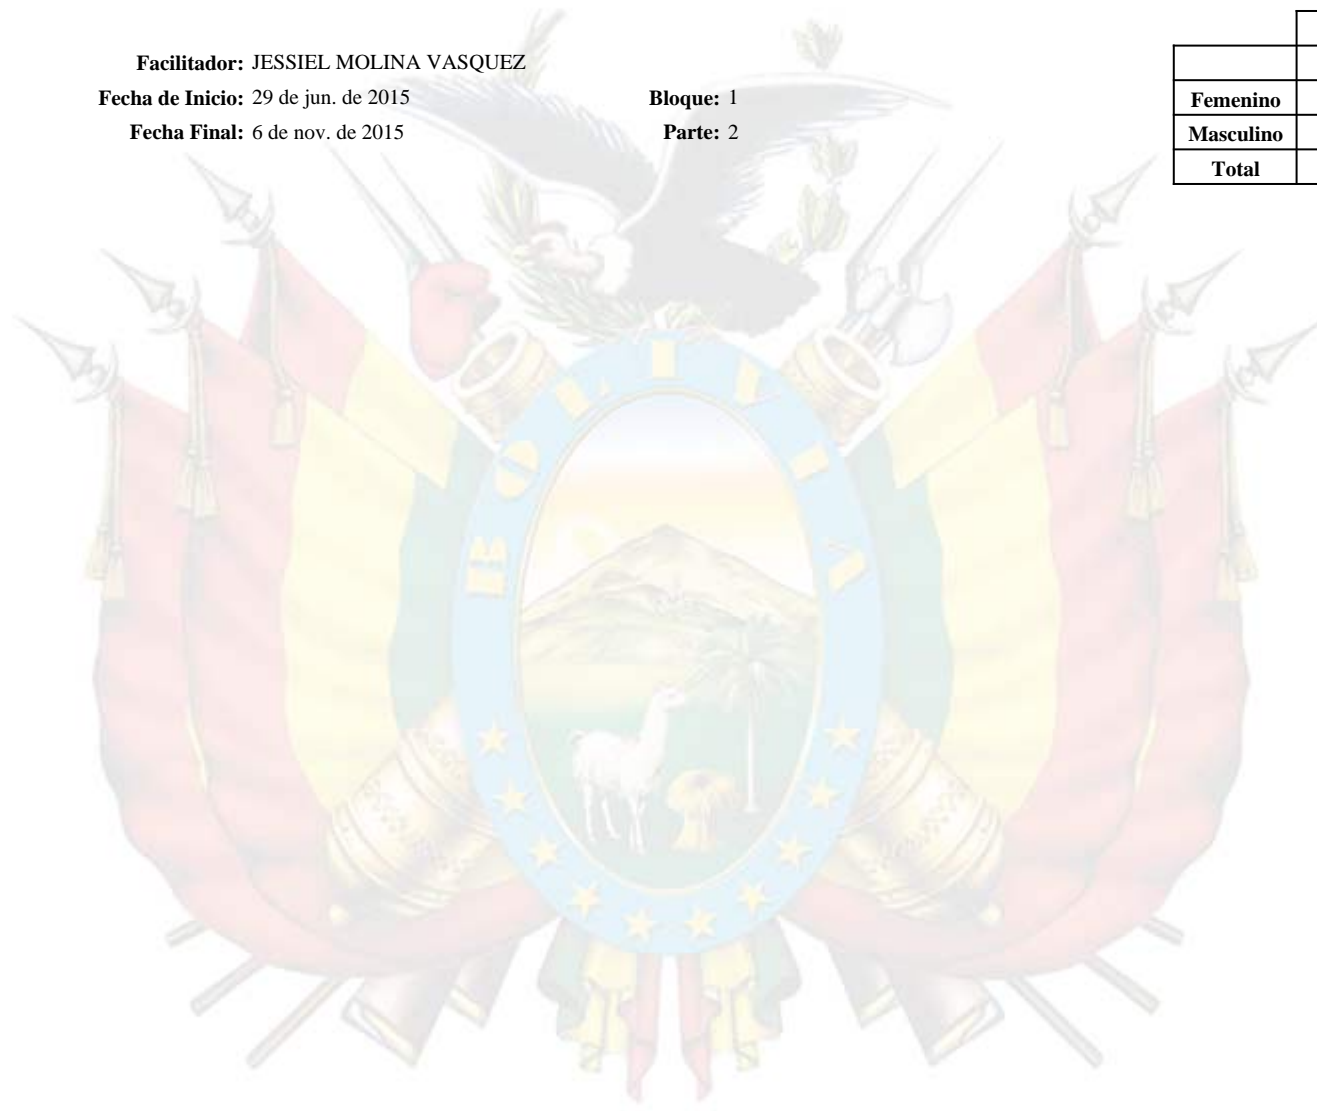 Facilitador: JESSIEL MOLINA VASQUEZ
Fecha de Inicio: 29 de jun. de 2015 Bloque: 1
Fecha Final: 6 de nov. de 2015 Parte: 2
Femenino
Masculino
Total
BOLIVIA